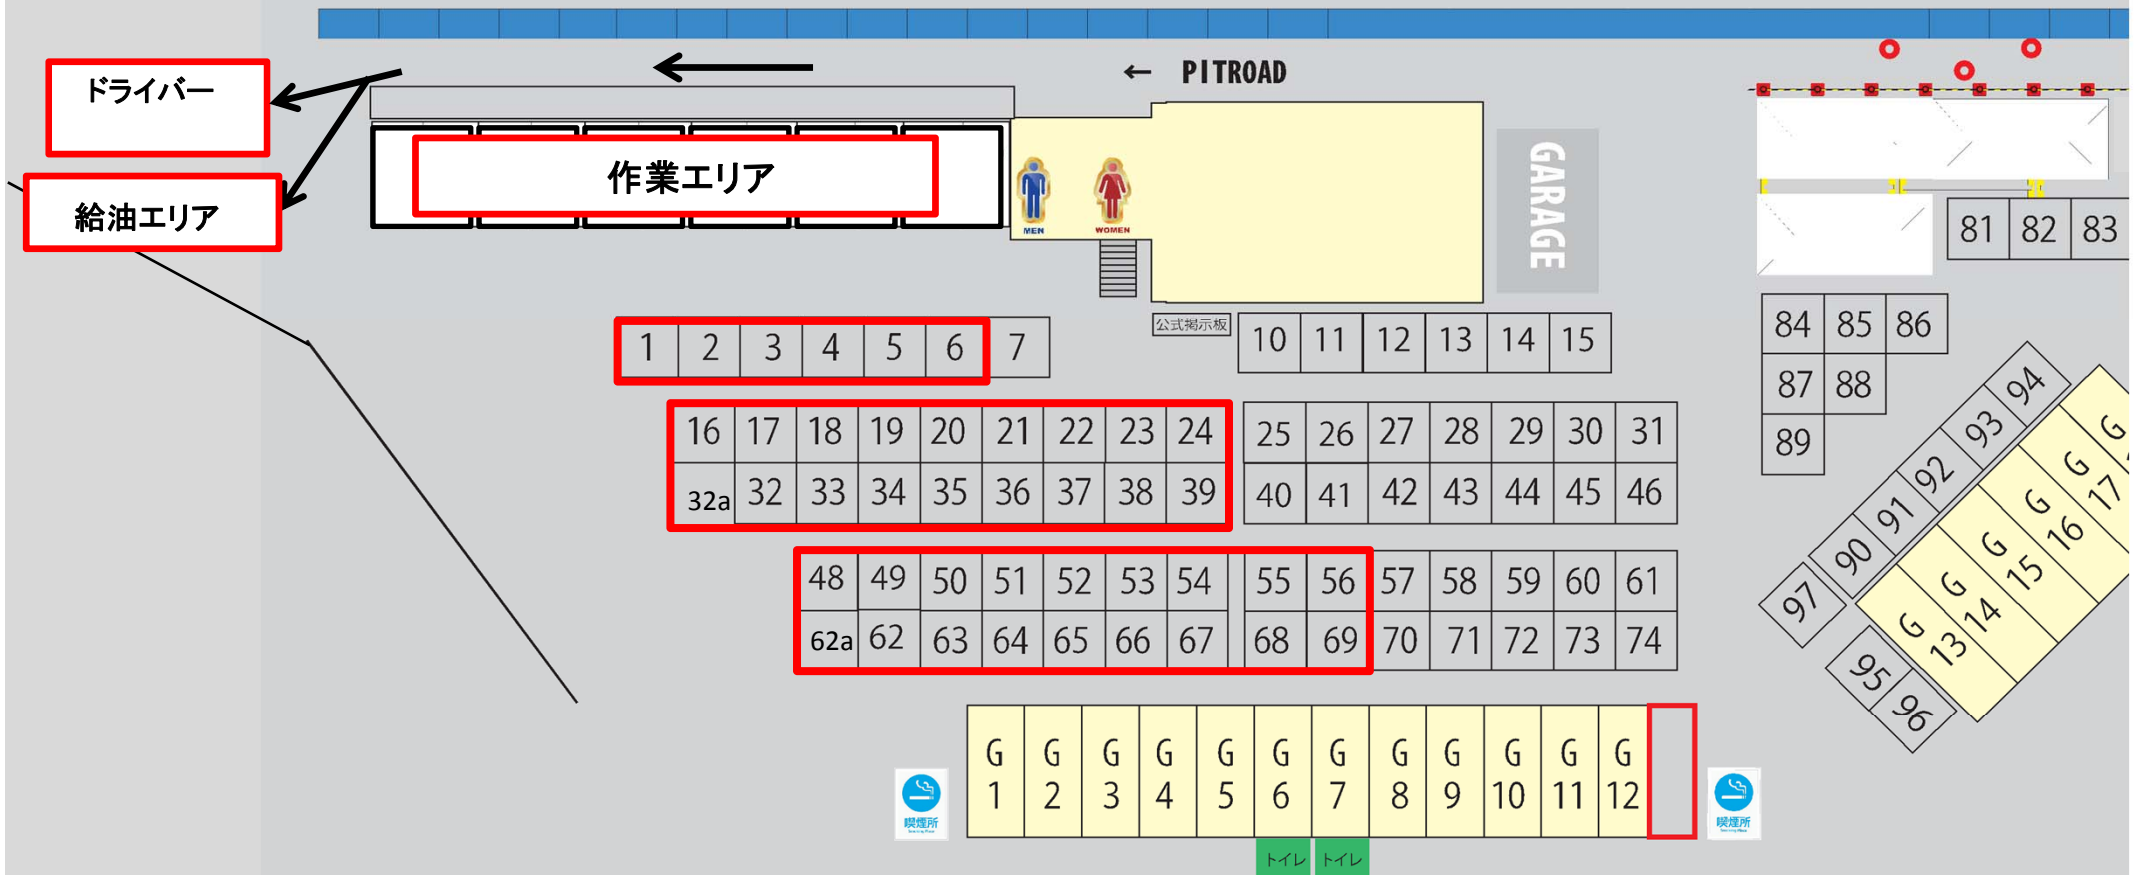 ← PITROAD
ドライバー
作業エリア
給油エリア
MEN
WOMEN
GARAGE
81 82 83
公式掲示板
1 2 3 4 5 6 7
10 11 12 13 14 15
84 85 86
87 88
89
16 17 18 19 20 21 22 23 24
25 26 27 28 29 30 31
32a 32 33 34 35 36 37 38 39
40 41 42 43 44 45 46
48 49 50 51 52 53 54
55 56 57 58 59 60 61
62a 62 63 64 65 66 67
68 69 70 71 72 73 74
90 91 92 93 94
97
95 96
G 13
G 14
G 15
G 16
G 17
G
G 1
G 2
G 3
G 4
G 5
G 6
G 7
G 8
G 9
G 10
G 11
G 12
喫煙所
喫煙所
トイレ トイレ